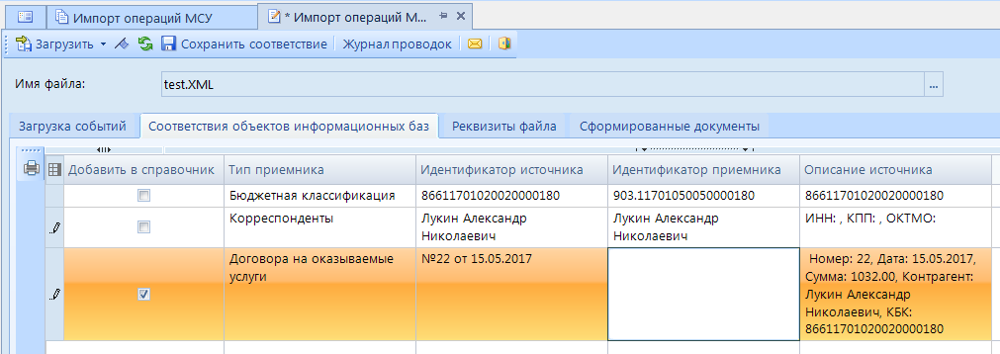 Импорт операций МСУ
* Импорт операций М...
Загрузить
Сохранить соответствие
Журнал проводок
Имя файла:
test.XML
...
Загрузка событий
Соответствия объектов информационных баз
Реквизиты файла
Сформированные документы
Добавить в справочник
Тип приемника
Идентификатор источника
Идентификатор приемника
Описание источника
Бюджетная классификация
86611701020020000180
903.11701050050000180
86611701020020000180
Корреспонденты
Лукин Александр
Николаевич
Лукин Александр
Николаевич
ИНН: , КПП: , ОКТМО:
Договора на оказываемые
услуги
№22 от 15.05.2017
Номер: 22, Дата: 15.05.2017,
Сумма: 1032.00, Контрагент:
Лукин Александр
Николаевич, КБК:
86611701020020000180